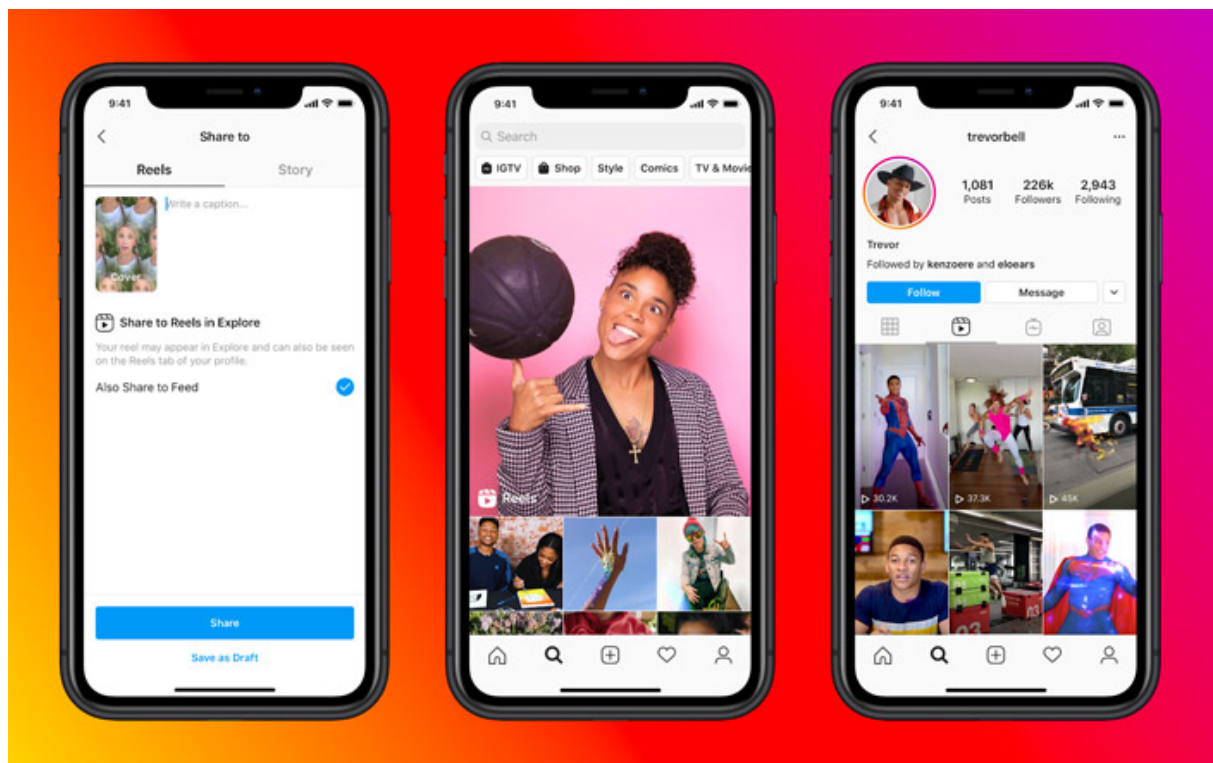 9:41
Share to
Reels
Story
Write a caption...
Cover
Share to Reels in Explore
Your reel may appear in Explore and can also be seen
on the Reels tab of your profile.
Also Share to Feed
Share
Save as Draft
9:41
Search
IGTV
Shop
Style
Comics
TV & Movie
Reels
9:41
trevorbell
1,081
Posts
226k
Followers
2,943
Following
Trevor
Followed by kenzoere and eloears
Follow
Message
30.2K
37.3K
45K
03
03